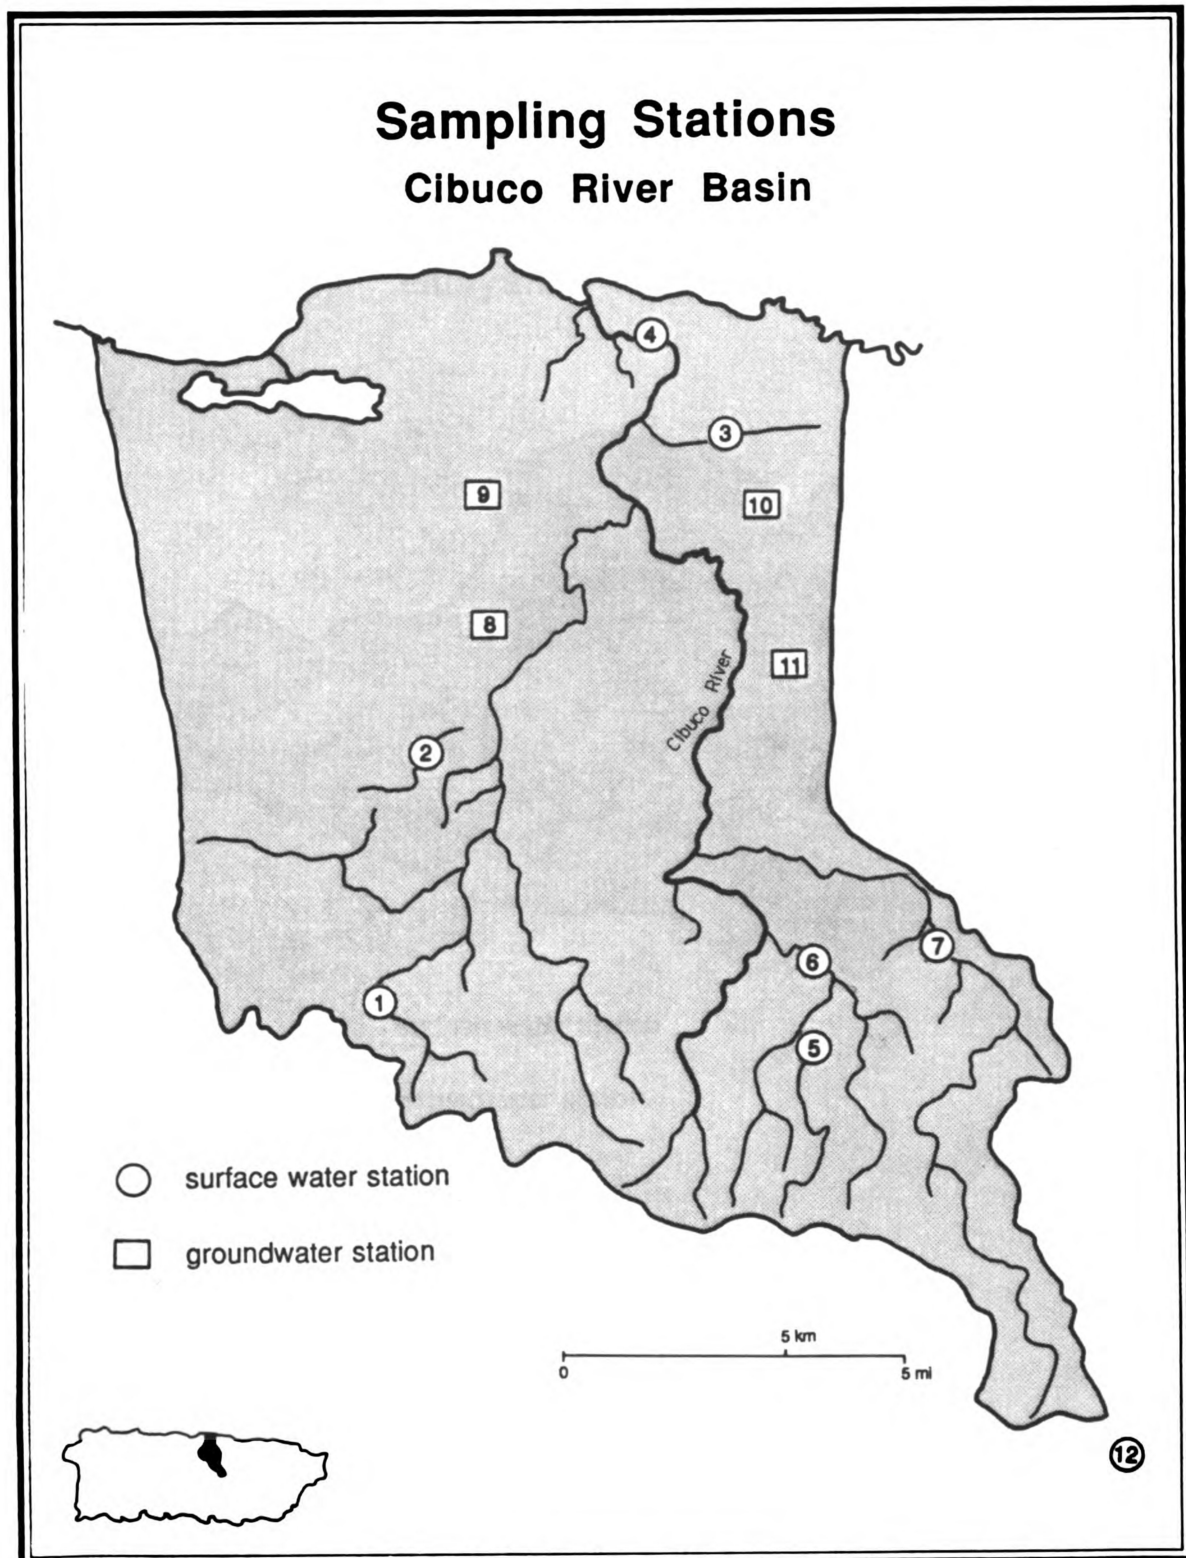 Sampling Stations
Cibuco River Basin
4
3
9
10
8
11
Cibuco River
2
7
6
1
5
surface water station
groundwater station
5 km
0
5 mi
12